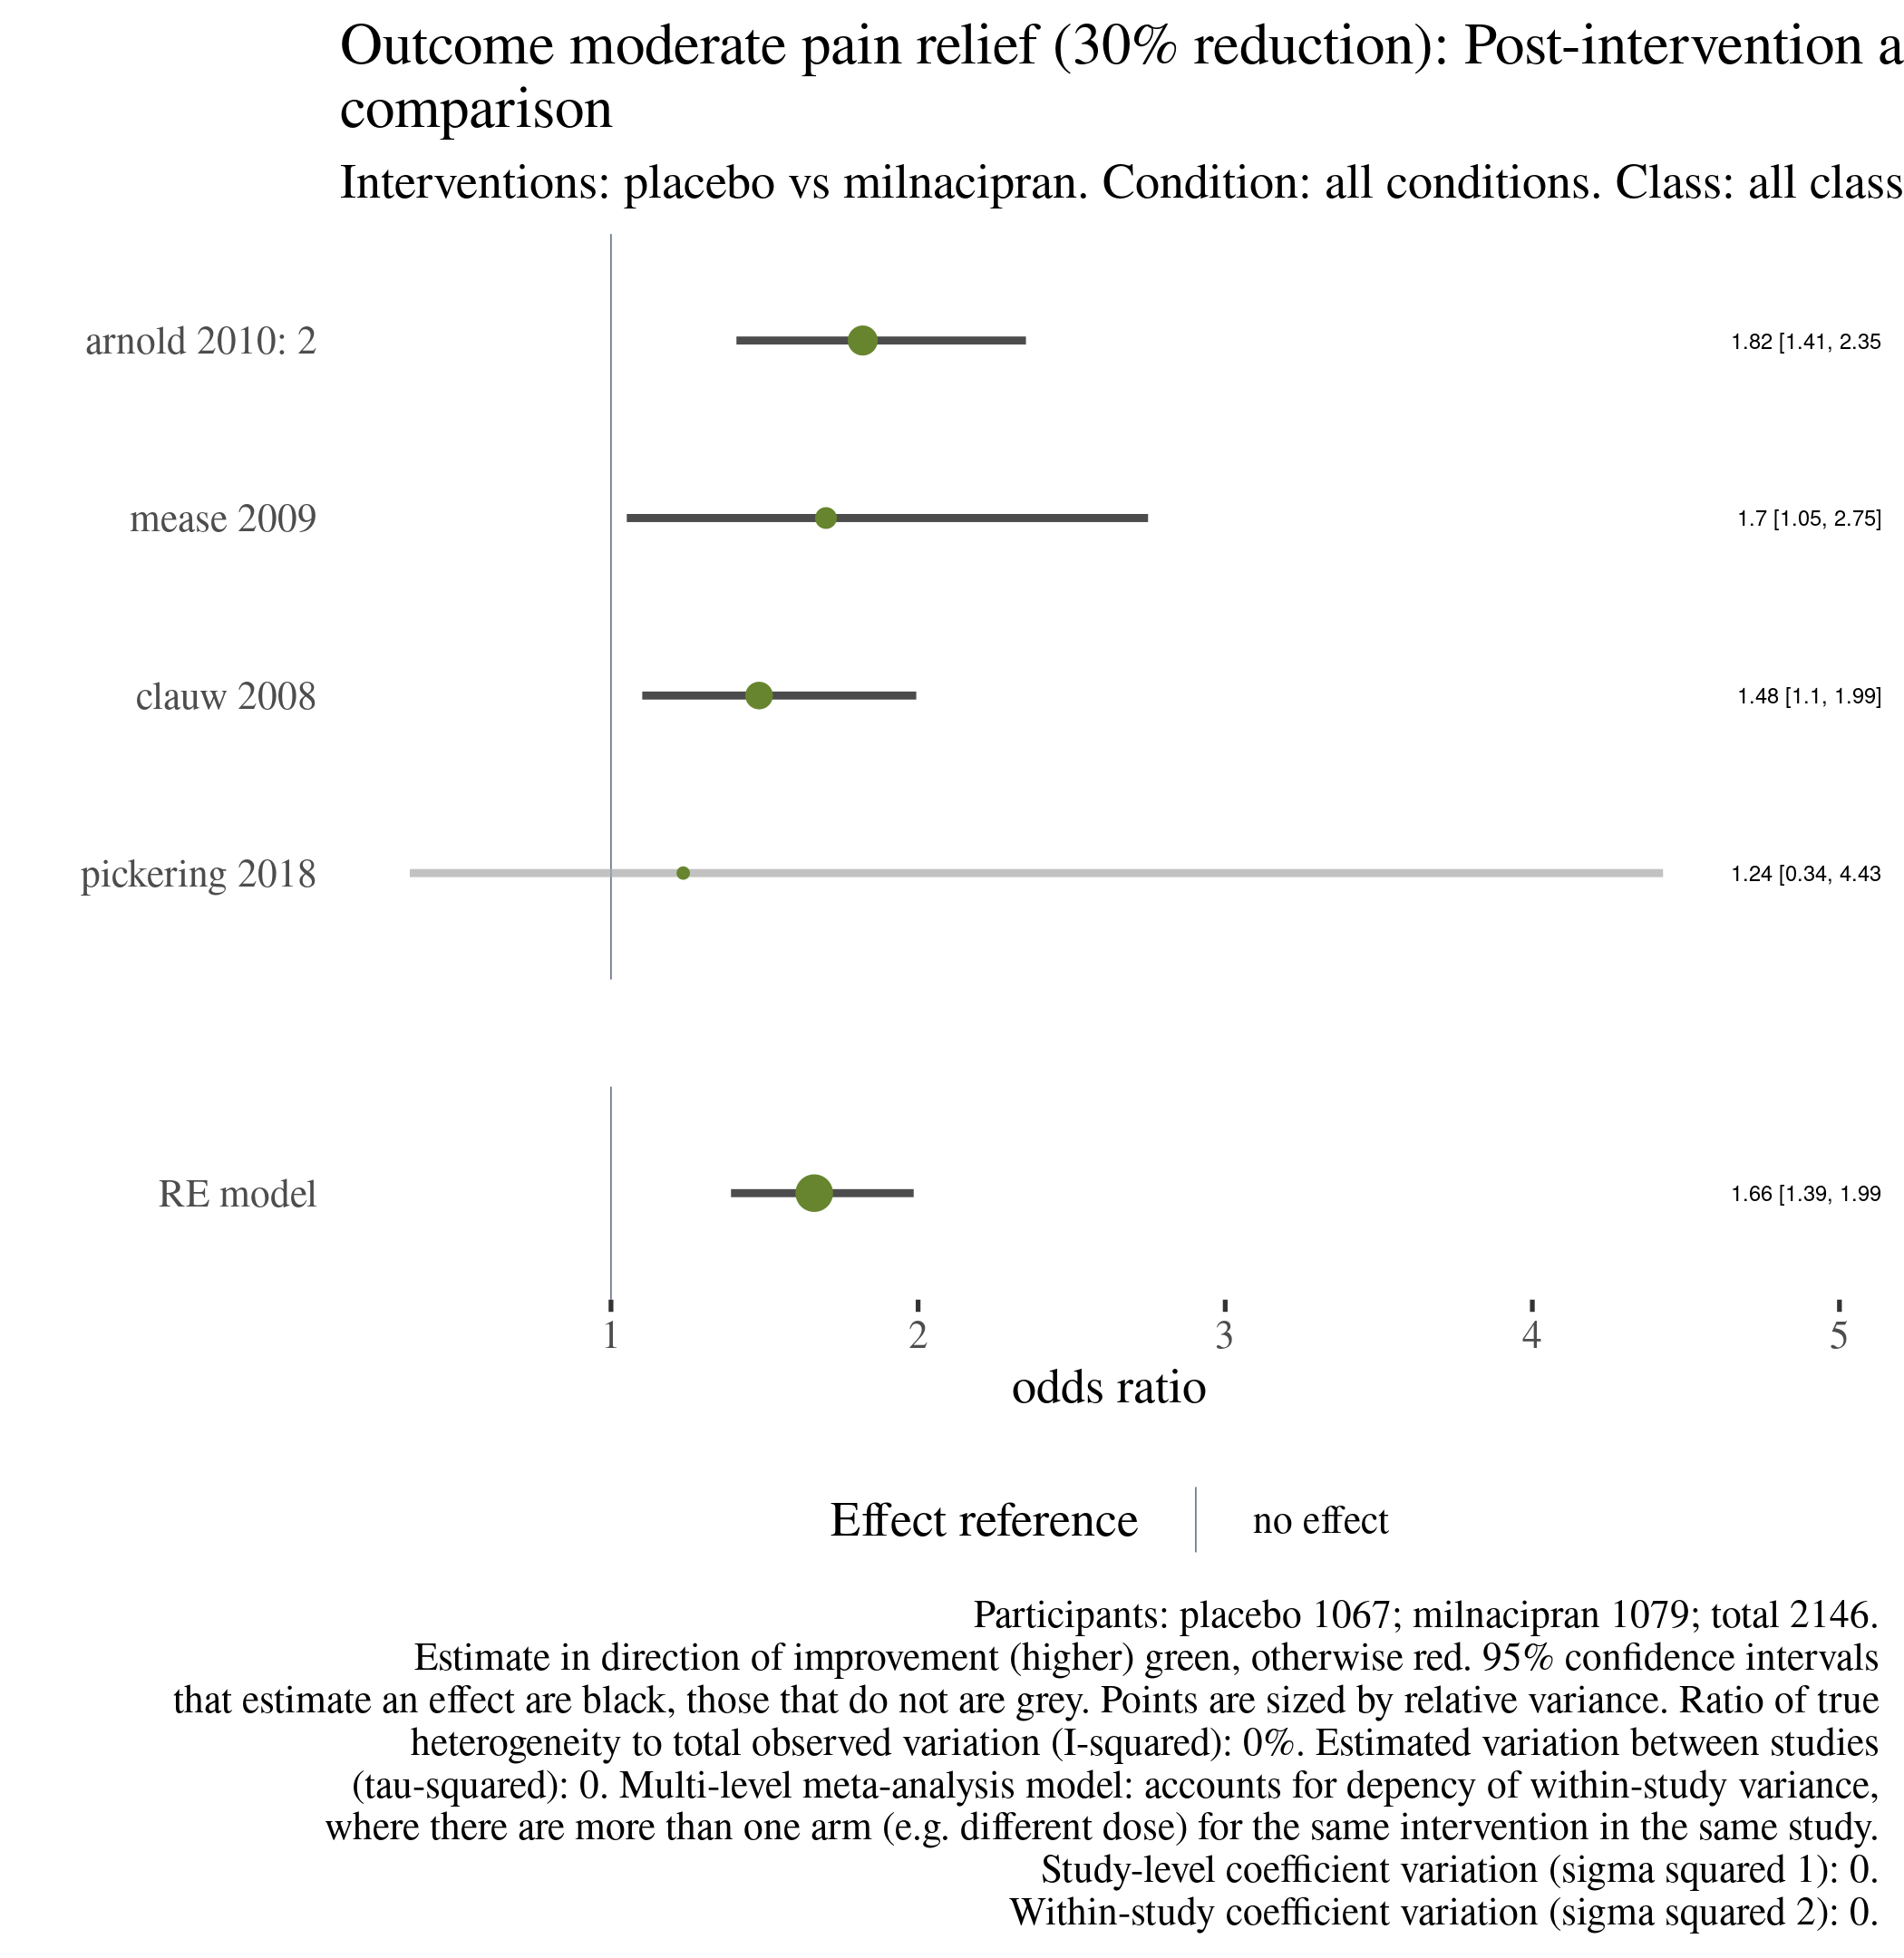 Outcome moderate pain relief (30% reduction): Post-intervention a
comparison
Interventions: placebo vs milnacipran. Condition: all conditions. Class: all class
arnold 2010: 2
1.82 [1.41, 2.35
mease 2009
1.7 [1.05, 2.75]
clauw 2008
1.48 [1.1, 1.99]
pickering 2018
1.24 [0.34, 4.43
RE model
1.66 [1.39, 1.99
1 2 3 4 5
odds ratio
Effect reference no effect
Participants: placebo 1067; milnacipran 1079; total 2146.
Estimate in direction of improvement (higher) green, otherwise red. 95% confidence intervals
that estimate an effect are black, those that do not are grey. Points are sized by relative variance. Ratio of true
heterogeneity to total observed variation (I-squared): 0%. Estimated variation between studies
(tau-squared): 0. Multi-level meta-analysis model: accounts for depency of within-study variance,
where there are more than one arm (e.g. different dose) for the same intervention in the same study.
Study-level coefficient variation (sigma squared 1): 0.
Within-study coefficient variation (sigma squared 2): 0.